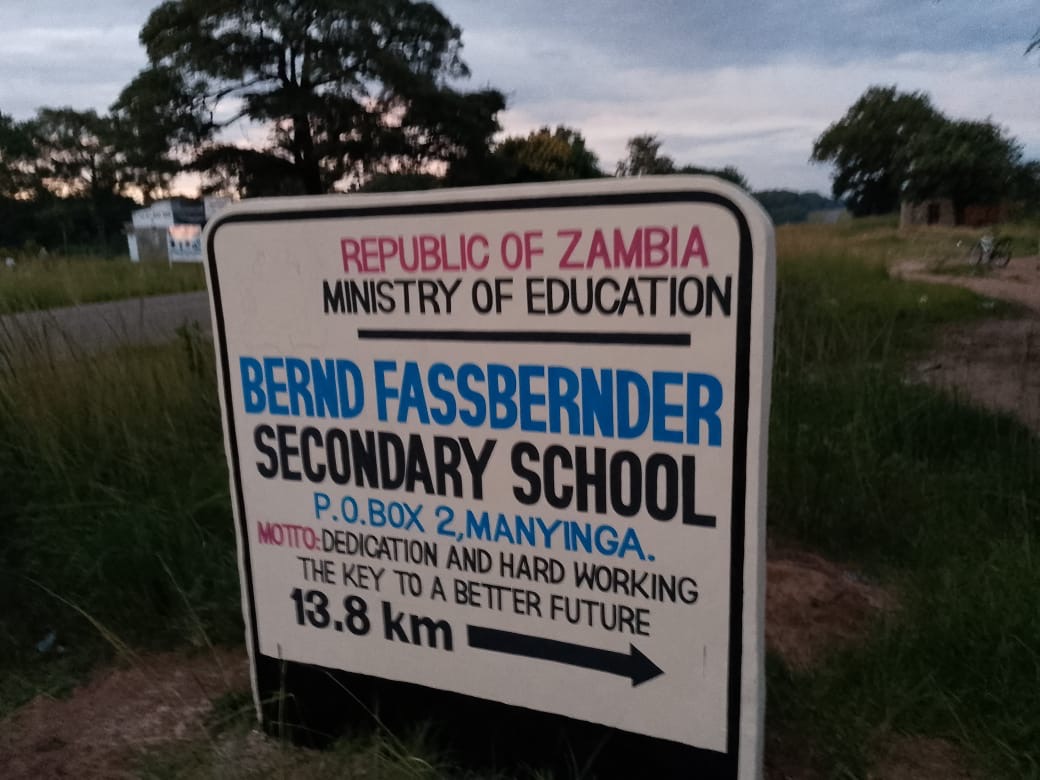 REPUBLIC OF ZAMBIA
MINISTRY OF EDUCATION
BERND FASSBERNDER
SECONDARY SCHOOL
P.O.BOX 2,MANYINGA.
MOTTO:DEDICATION AND HARD WORKING
THE KEY TO A BETTER FUTURE
13.8 km